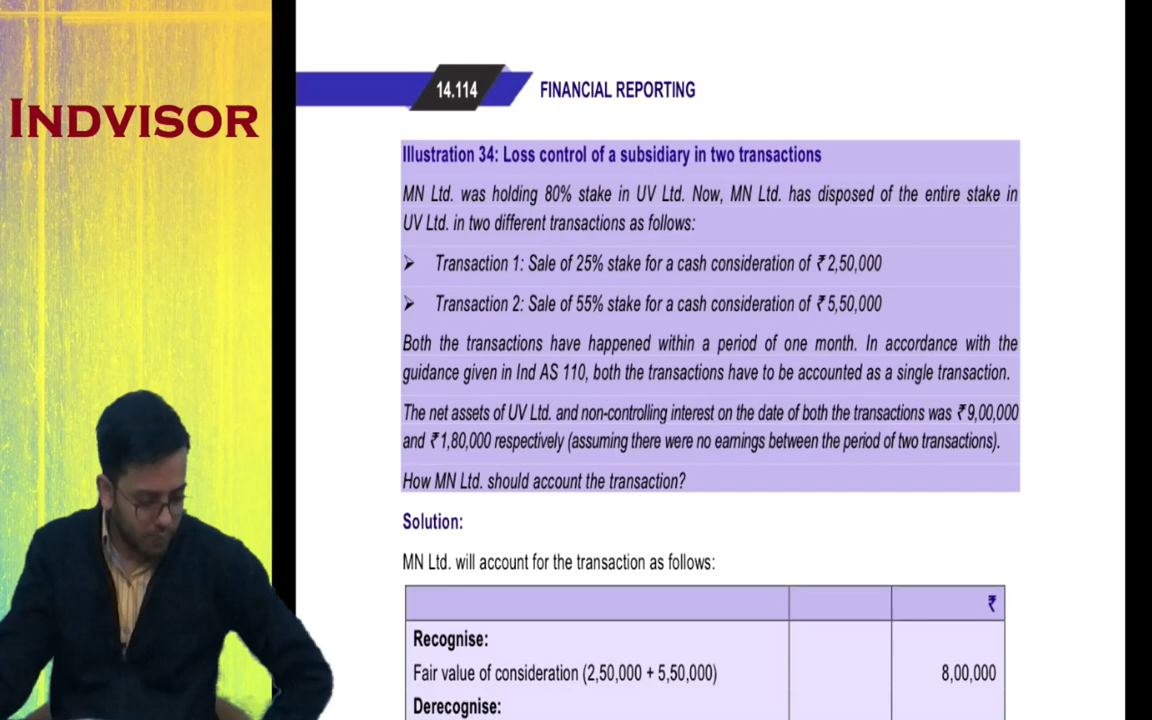 INDVISOR
14.114 FINANCIAL REPORTING
Illustration 34: Loss control of a subsidiary in two transactions
MN Ltd. was holding 80% stake in UV Ltd. Now, MN Ltd. has disposed of the entire stake in
UV Ltd. in two different transactions as follows:
➢ Transaction 1: Sale of 25% stake for a cash consideration of ₹ 2,50,000
➢ Transaction 2: Sale of 55% stake for a cash consideration of ₹ 5,50,000
Both the transactions have happened within a period of one month. In accordance with the
guidance given in Ind AS 110, both the transactions have to be accounted as a single transaction.
The net assets of UV Ltd. and non-controlling interest on the date of both the transactions was ₹ 9,00,000
and ₹ 1,80,000 respectively (assuming there were no earnings between the period of two transactions).
How MN Ltd. should account the transaction?
Solution:
MN Ltd. will account for the transaction as follows:
₹
Recognise:
Fair value of consideration (2,50,000 + 5,50,000) 8,00,000
Derecognise: